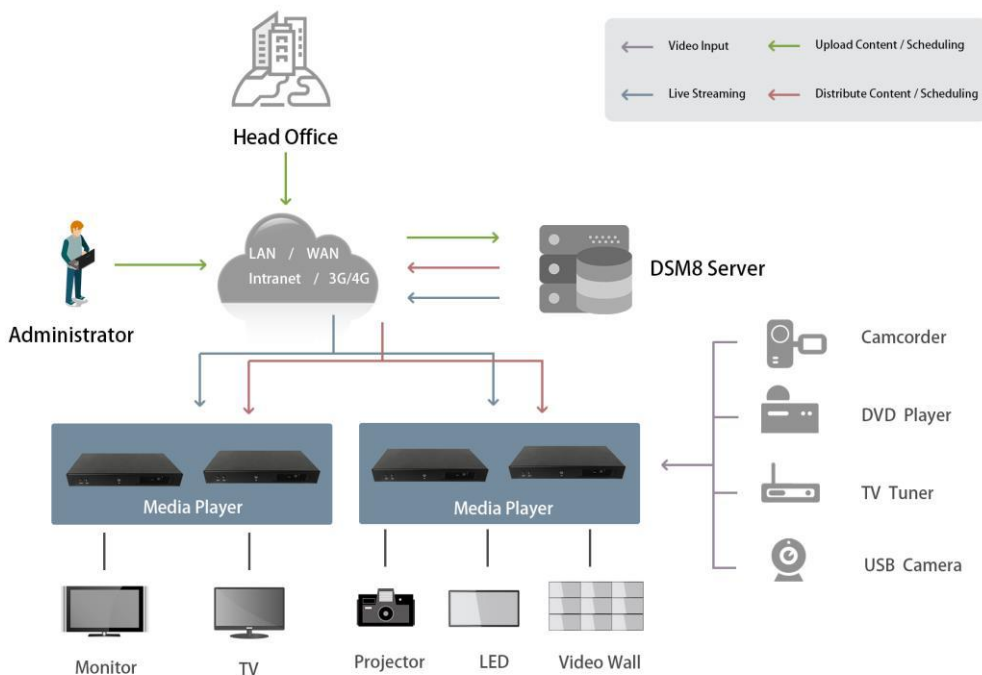 Video Input
Upload Content / Scheduling
Live Streaming
Distribute Content / Scheduling
Head Office
LAN / WAN
Intranet / 3G/4G
DSM8 Server
Administrator
Camcorder
DVD Player
TV Tuner
USB Camera
Media Player
Media Player
Monitor
TV
Projector
LED
Video Wall